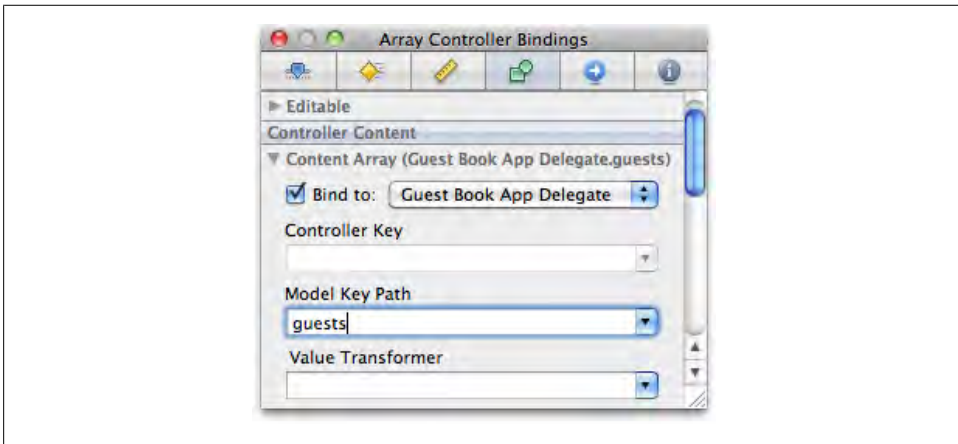 Array Controller Bindings
Editable
Controller Content
Content Array (Guest Book App Delegate.guests)
Bind to: Guest Book App Delegate
Controller Key
Model Key Path
guests
Value Transformer